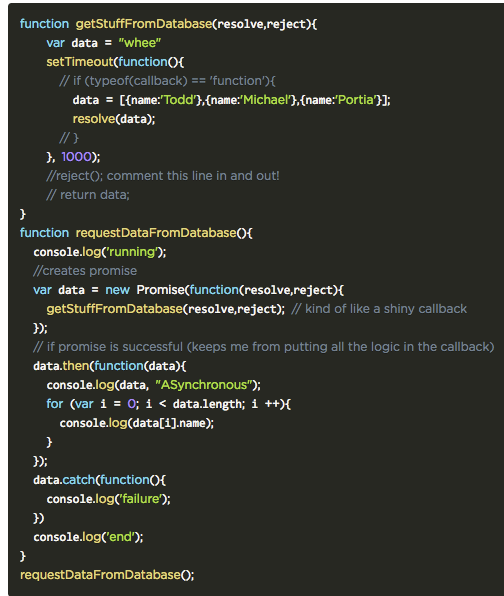 function getStuffFromDatabase(resolve,reject){
    var data = "whee"
    setTimeout(function(){
      // if (typeof(callback) == 'function'){
        data = [{name:'Todd'},{name:'Michael'},{name:'Portia'}];
        resolve(data);
      // }
    }, 1000);
    //reject(); comment this line in and out!
    // return data;
}
function requestDataFromDatabase(){
  console.log('running');
  //creates promise
  var data = new Promise(function(resolve,reject){
    getStuffFromDatabase(resolve,reject); // kind of like a shiny callback
  });
  // if promise is successful (keeps me from putting all the logic in the callback)
  data.then(function(data){
    console.log(data, "ASynchronous");
    for (var i = 0; i < data.length; i ++){
      console.log(data[i].name);
    }
  });
  data.catch(function(){
    console.log('failure');
  })
  console.log('end');
}
requestDataFromDatabase();